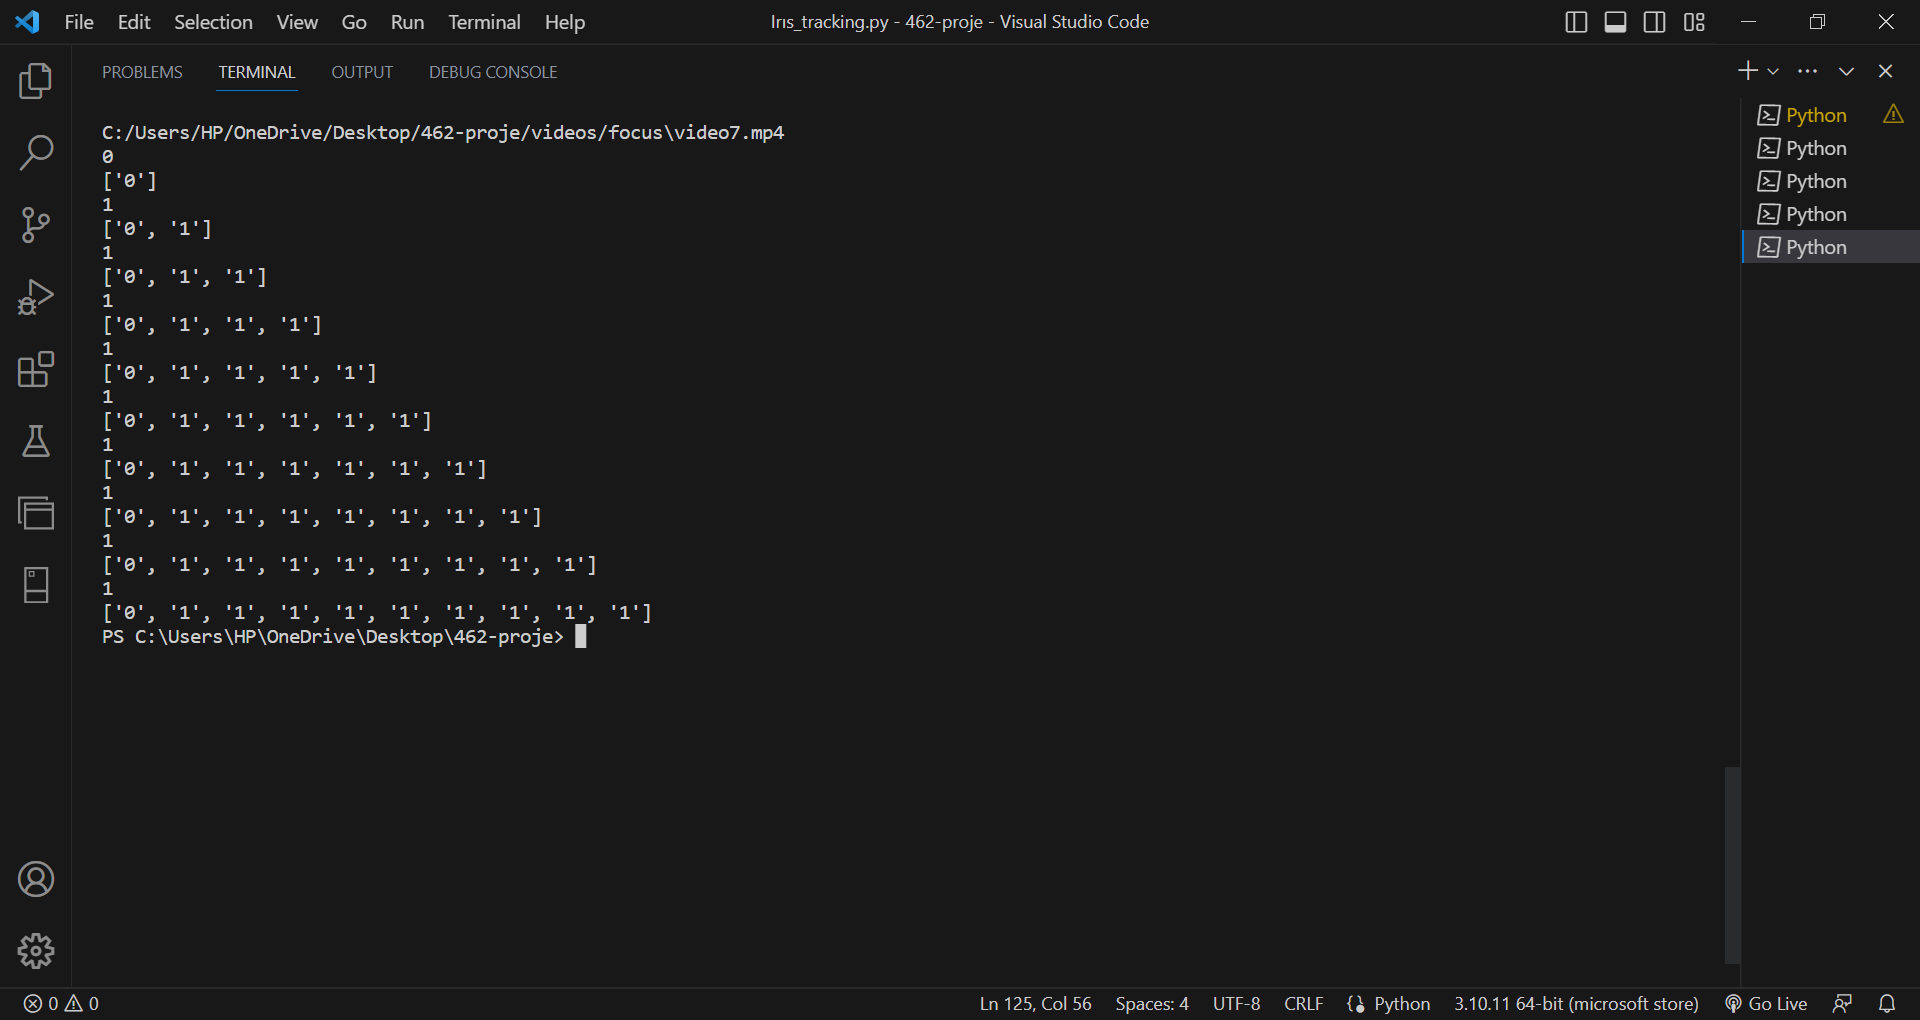 File Edit Selection View Go Run Terminal Help Irıs_tracking.py - 462-proje - Visual Studio Code
PROBLEMS TERMINAL OUTPUT DEBUG CONSOLE
C:/Users/HP/OneDrive/Desktop/462-proje/videos/focus\video7.mp4
0
['0']
1
['0', '1']
1
['0', '1', '1']
1
['0', '1', '1', '1']
1
['0', '1', '1', '1', '1']
1
['0', '1', '1', '1', '1', '1']
1
['0', '1', '1', '1', '1', '1', '1']
1
['0', '1', '1', '1', '1', '1', '1', '1']
1
['0', '1', '1', '1', '1', '1', '1', '1', '1']
1
['0', '1', '1', '1', '1', '1', '1', '1', '1', '1']
PS C:\Users\HP\OneDrive\Desktop\462-proje>
Python
Python
Python
Python
Python
0 0 Ln 125, Col 56 Spaces: 4 UTF-8 CRLF Python 3.10.11 64-bit (microsoft store) Go Live